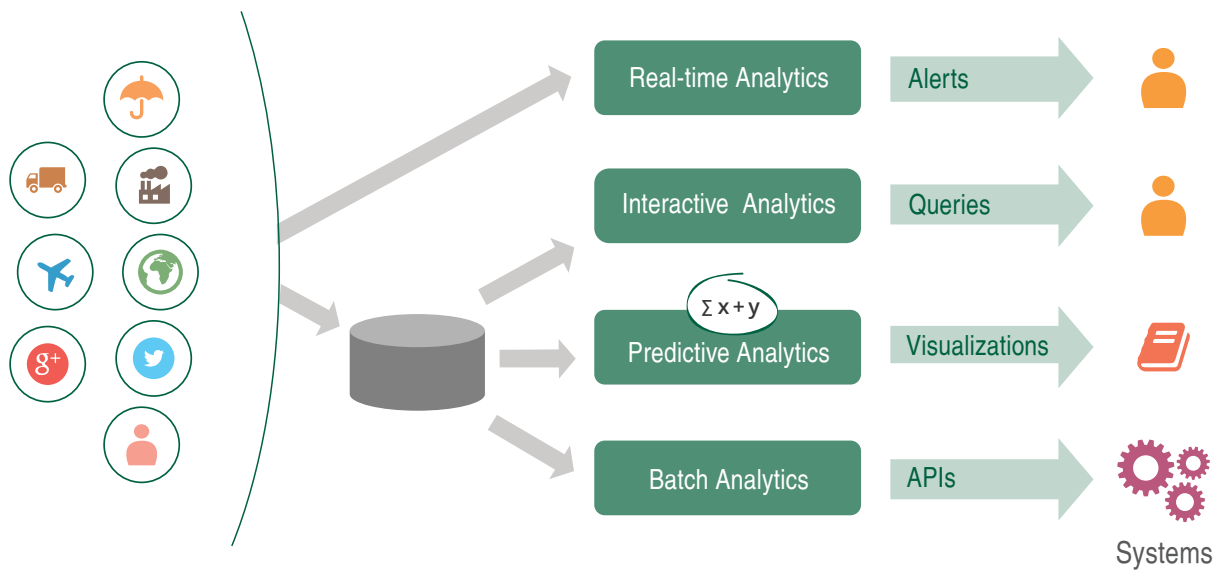 Real-time Analytics
Alerts
Interactive Analytics
Queries
Σ x + y
Predictive Analytics
Visualizations
g+
Batch Analytics
APIs
Systems